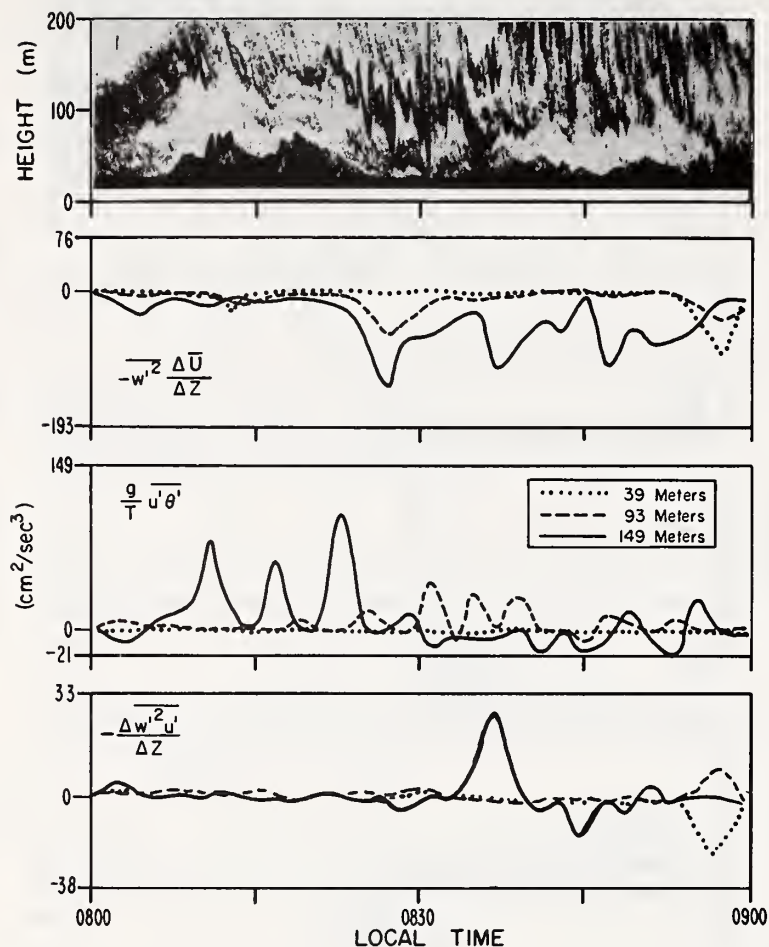 200
100
0
HEIGHT (m)
76
0
-193
-w'² ΔU̅/ΔZ
149
0
-21
g/T u'θ'
39 Meters
93 Meters
149 Meters
(cm²/sec³)
33
0
-38
-Δw'²u'/ΔZ
0800
0830
0900
LOCAL TIME